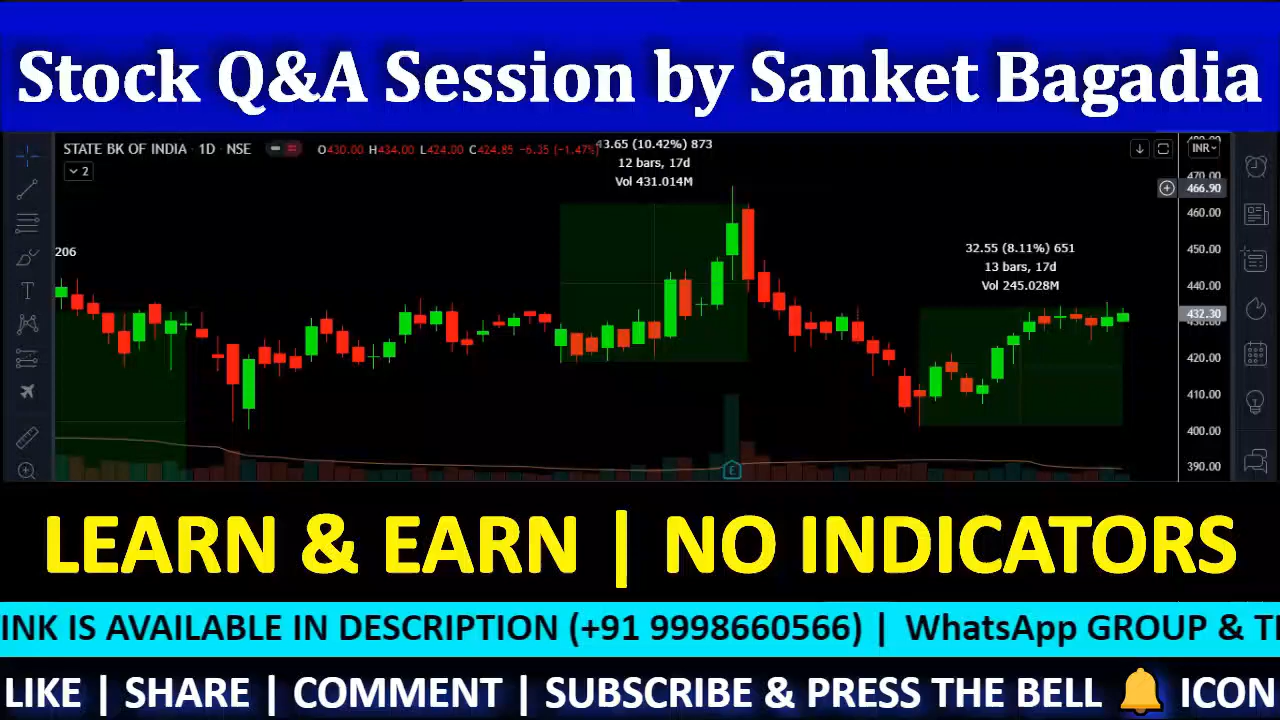 Stock Q&A Session by Sanket Bagadia
STATE BK OF INDIA · 1D · NSE O430.00 H434.00 L424.00 C424.85 -6.35 (-1.47%)
2
3.65 (10.42%) 873
12 bars, 17d
Vol 431.014M
206
32.55 (8.11%) 651
13 bars, 17d
Vol 245.028M
INR
470.00
466.90
460.00
450.00
440.00
432.30
420.00
410.00
400.00
390.00
E
T
LEARN & EARN | NO INDICATORS
INK IS AVAILABLE IN DESCRIPTION (+91 9998660566) | WhatsApp GROUP & TE
LIKE | SHARE | COMMENT | SUBSCRIBE & PRESS THE BELL 🔔 ICON